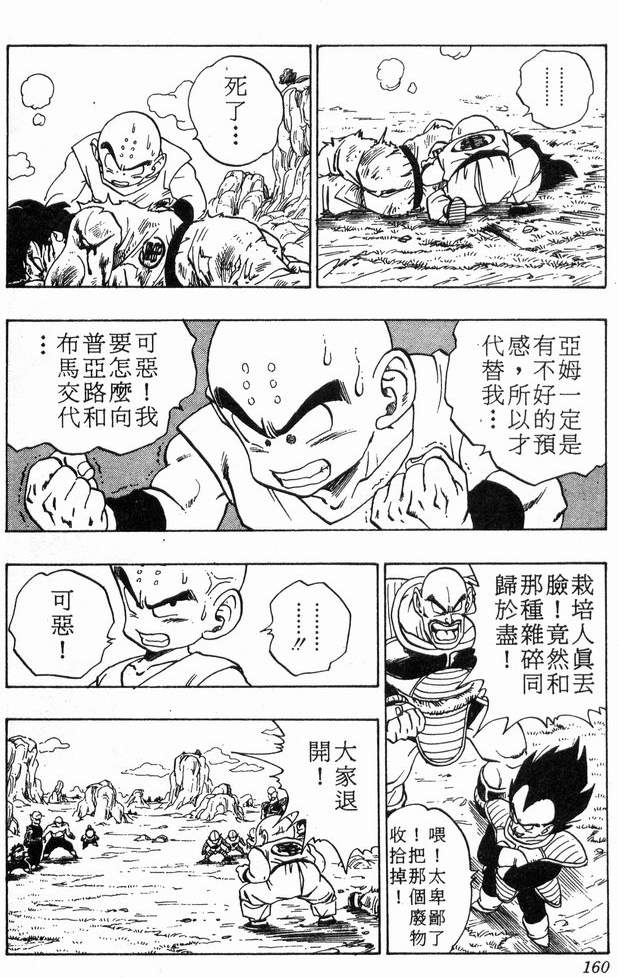 ⋯⋯
死
了
⋯
亞姆一定是
有不好的預
感，所以才
代替我⋯
可惡！我
要怎麼向
普亞路和
布馬交代
⋯
⋯⋯!!
可惡！
栽培人真丟
臉！竟然和
那種雜碎同
歸於盡！
喂！太卑鄙了
！把那個廢物
收拾掉！
大家退
開！
160